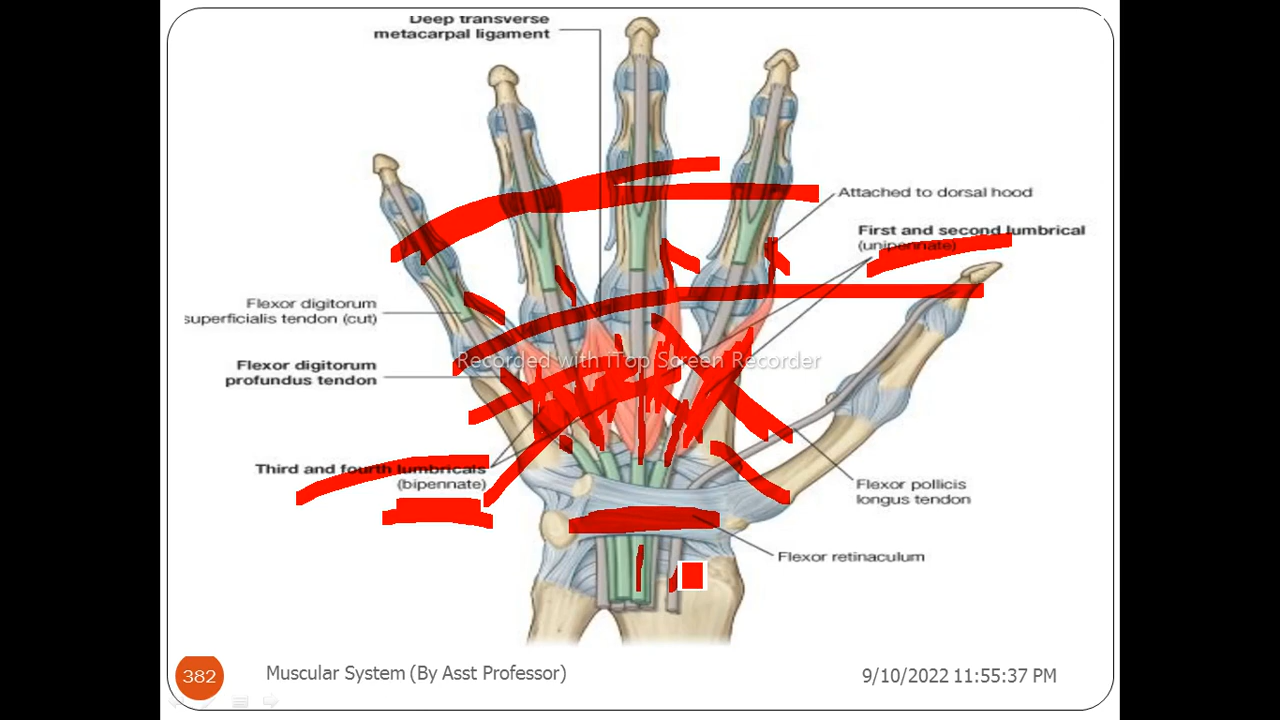 Deep transverse
metacarpal ligament
Attached to dorsal hood
First and second lumbrical
(unipennate)
Flexor digitorum
superficialis tendon (cut)
Recorded with iTop Screen Recorder
Flexor digitorum
profundus tendon
Third and fourth lumbricals
(bipennate)
Flexor pollicis
longus tendon
Flexor retinaculum
382
Muscular System (By Asst Professor)
9/10/2022 11:55:37 PM